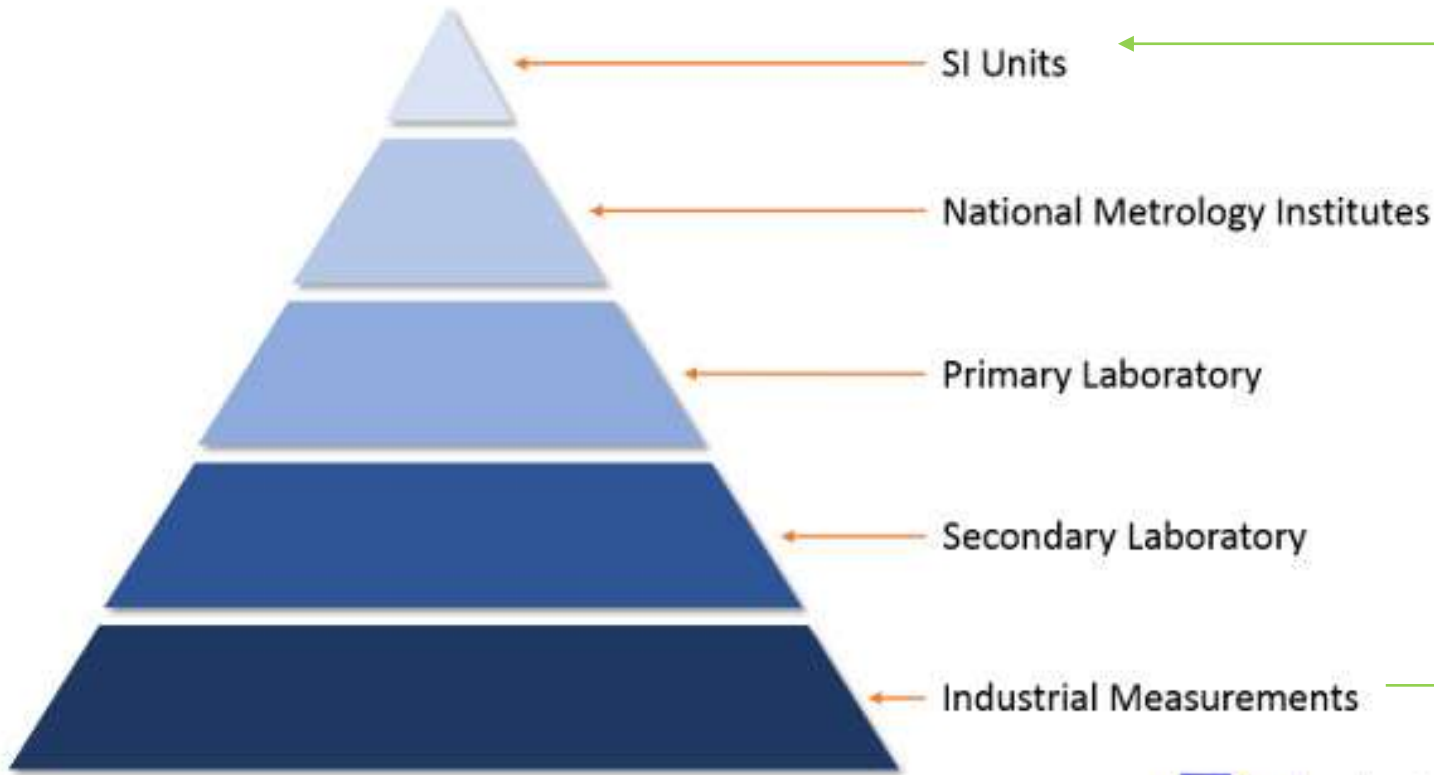 SI Units
National Metrology Institutes
Primary Laboratory
Secondary Laboratory
Industrial Measurements